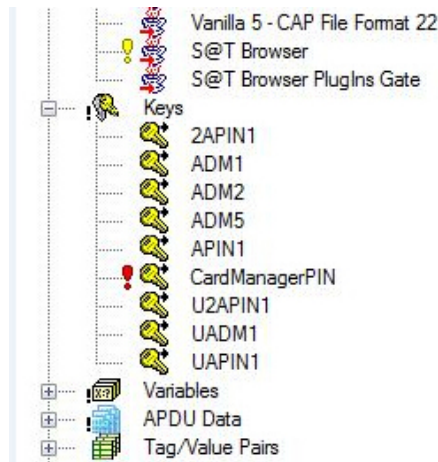 Vanilla 5 - CAP File Format 22
S@T Browser
S@T Browser PlugIns Gate
Keys
2APIN1
ADM1
ADM2
ADM5
APIN1
CardManagerPIN
U2APIN1
UADM1
UAPIN1
Variables
APDU Data
Tag/Value Pairs